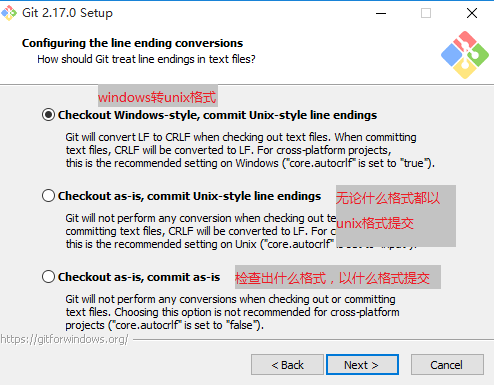 Git 2.17.0 Setup
Configuring the line ending conversions
How should Git treat line endings in text files?
windows转unix格式
Checkout Windows-style, commit Unix-style line endings
Git will convert LF to CRLF when checking out text files. When committing
text files, CRLF will be converted to LF. For cross-platform projects,
this is the recommended setting on Windows ("core.autocrlf" is set to "true").
Checkout as-is, commit Unix-style line endings
无论什么格式都以
unix格式提交
Git will not perform any conversion when checking out te
committing text files, CRLF will be converted to LF. For c
this is the recommended setting on Unix ("core.autocrlf"
Checkout as-is, commit as-is
检查出什么格式，以什么格式提交
Git will not perform any conversions when checking out or committing
text files. Choosing this option is not recommended for cross-platform
projects ("core.autocrlf" is set to "false").
https://gitforwindows.org/
< Back
Next >
Cancel